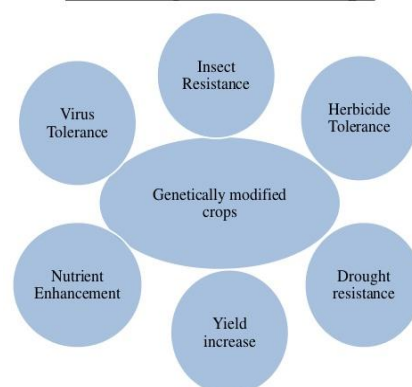 Insect
Resistance
Virus
Tolerance
Herbicide
Tolerance
Genetically modified
crops
Nutrient
Enhancement
Drought
resistance
Yield
increase